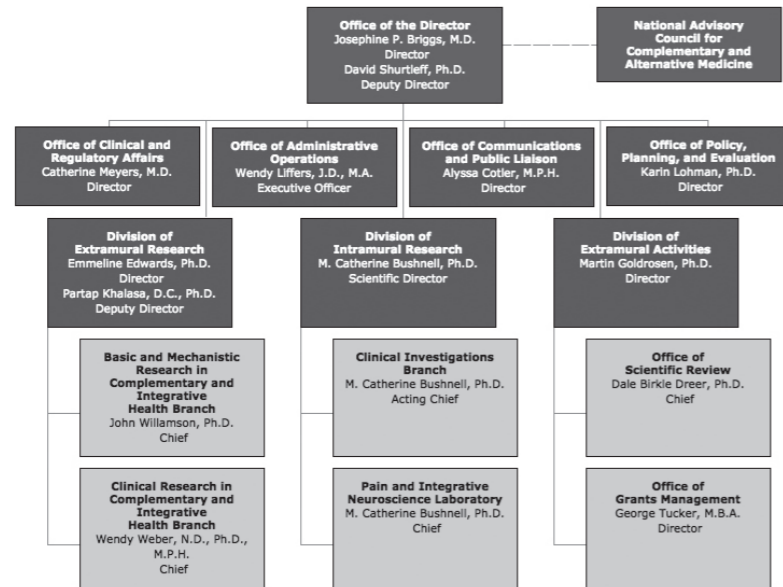 Office of the Director
Josephine P. Briggs, M.D.
Director
David Shurtleff, Ph.D.
Deputy Director
National Advisory
Council for
Complementary and
Alternative Medicine
Office of Clinical and
Regulatory Affairs
Catherine Meyers, M.D.
Director
Office of Administrative
Operations
Wendy Liffers, J.D., M.A.
Executive Officer
Office of Communications
and Public Liaison
Alyssa Cotler, M.P.H.
Director
Office of Policy,
Planning, and Evaluation
Karin Lohman, Ph.D.
Director
Division of
Extramural Research
Emmeline Edwards, Ph.D.
Director
Partap Khalasa, D.C., Ph.D.
Deputy Director
Division of
Intramural Research
M. Catherine Bushnell, Ph.D.
Scientific Director
Division of
Extramural Activities
Martin Goldrosen, Ph.D.
Director
Basic and Mechanistic
Research in
Complementary and
Integrative
Health Branch
John Willamson, Ph.D.
Chief
Clinical Investigations
Branch
M. Catherine Bushnell, Ph.D.
Acting Chief
Office of
Scientific Review
Dale Birkle Dreer, Ph.D.
Chief
Clinical Research in
Complementary and
Integrative
Health Branch
Wendy Weber, N.D., Ph.D.,
M.P.H.
Chief
Pain and Integrative
Neuroscience Laboratory
M. Catherine Bushnell, Ph.D.
Chief
Office of
Grants Management
George Tucker, M.B.A.
Director